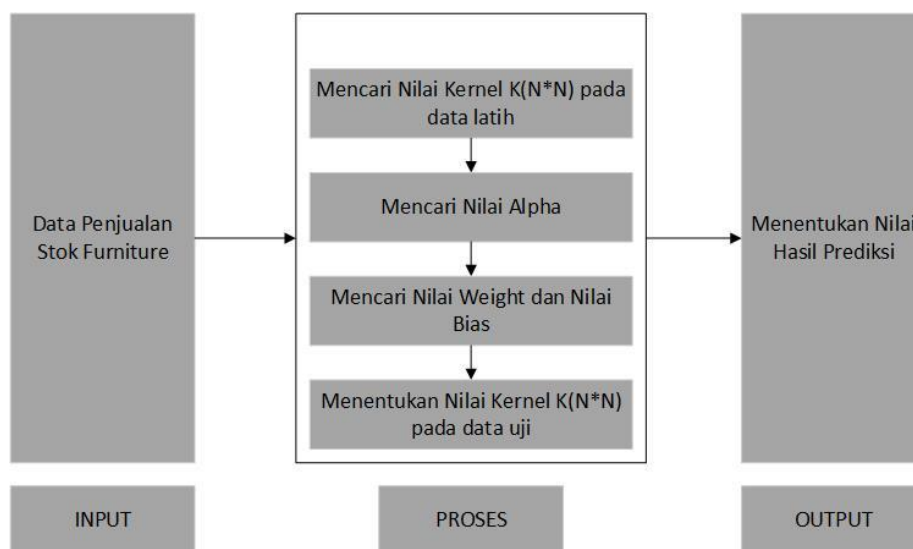 Data Penjualan
Stok Furniture
Mencari Nilai Kernel K(N*N) pada
data latih
Mencari Nilai Alpha
Mencari Nilai Weight dan Nilai
Bias
Menentukan Nilai Kernel K(N*N)
pada data uji
Menentukan Nilai
Hasil Prediksi
INPUT
PROSES
OUTPUT